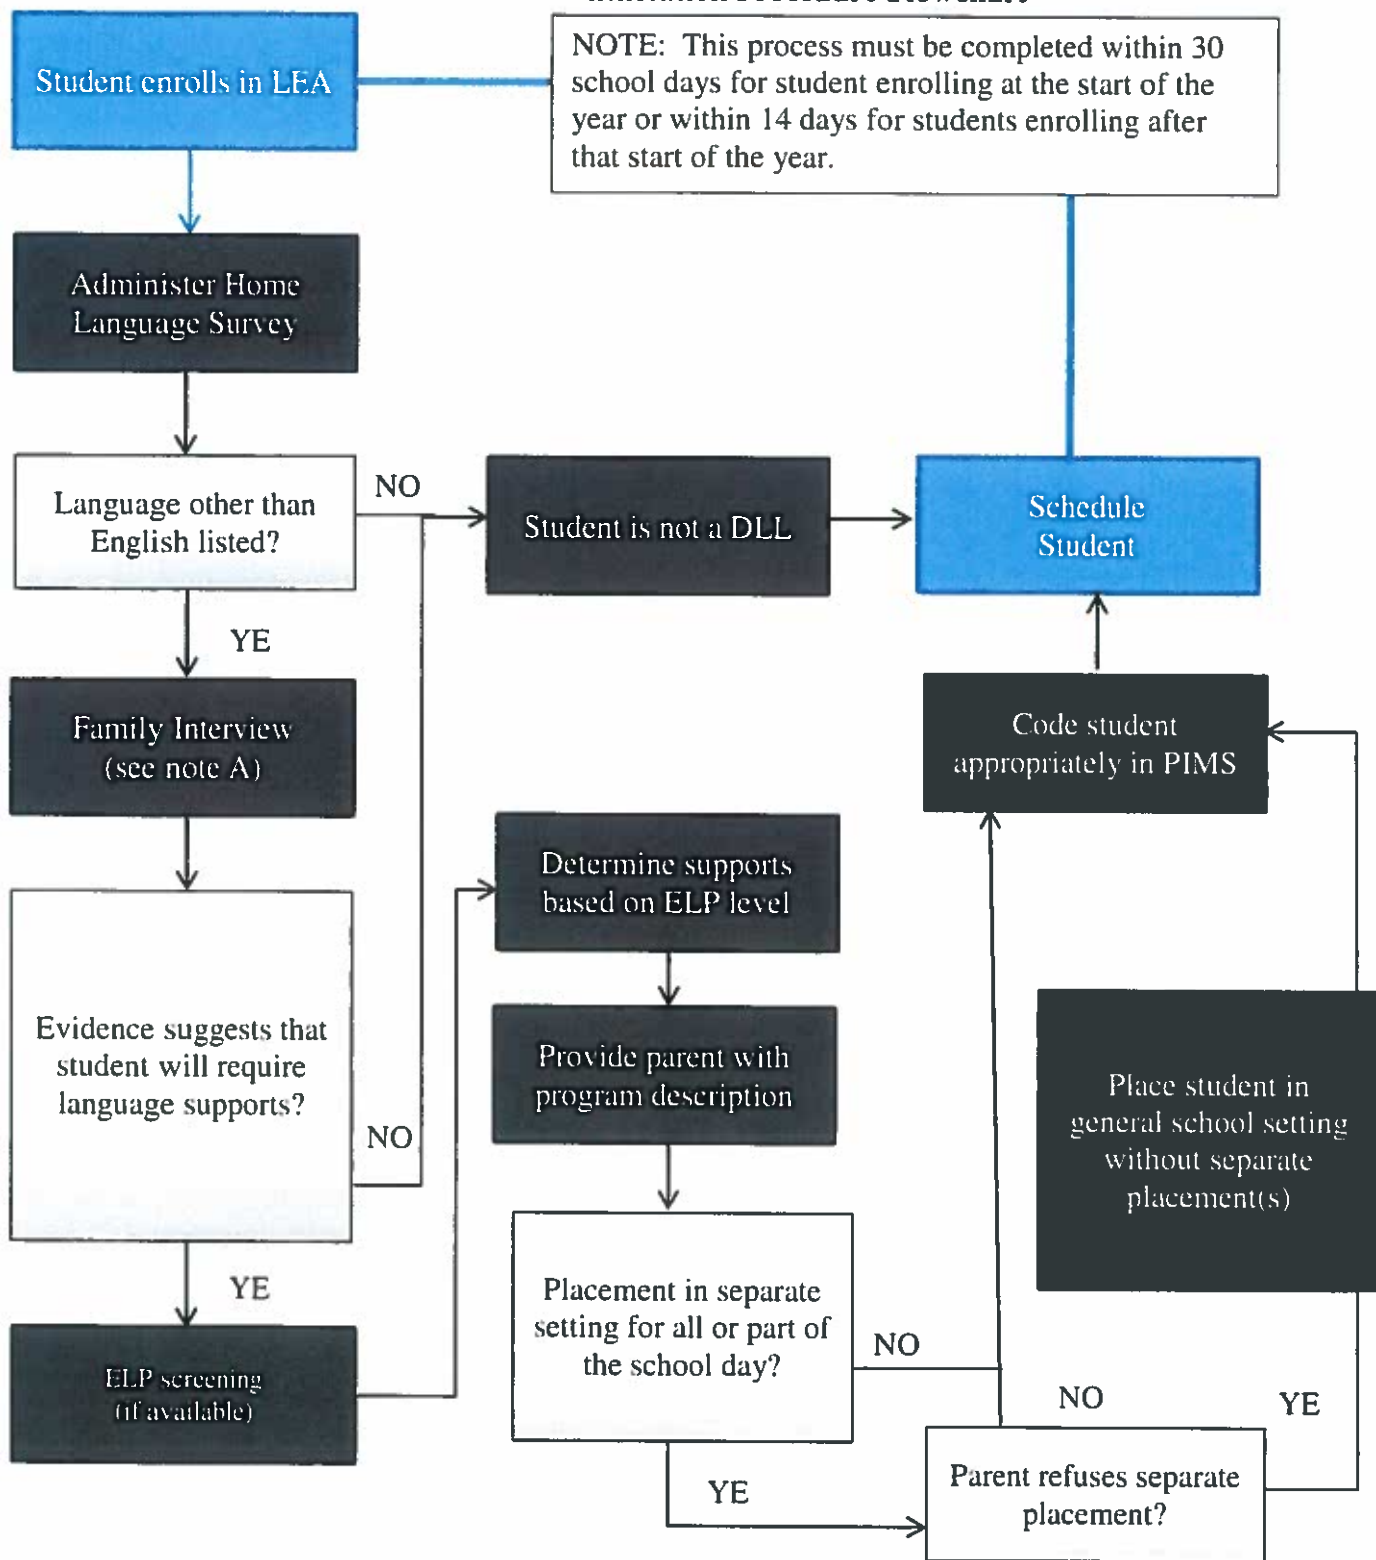 Student enrolls in LEA
NOTE: This process must be completed within 30
school days for student enrolling at the start of the
year or within 14 days for students enrolling after
that start of the year.
Administer Home
Language Survey
Language other than
English listed?
NO
Student is not a DLL
Schedule
Student
YE
Family Interview
(see note A)
Code student
appropriately in PIMS
Determine supports
based on ELP level
Evidence suggests that
student will require
language supports?
NO
Provide parent with
program description
Place student in
general school setting
without separate
placement(s)
YE
ELP screening
(if available)
Placement in separate
setting for all or part of
the school day?
NO
NO
YE
YE
Parent refuses separate
placement?